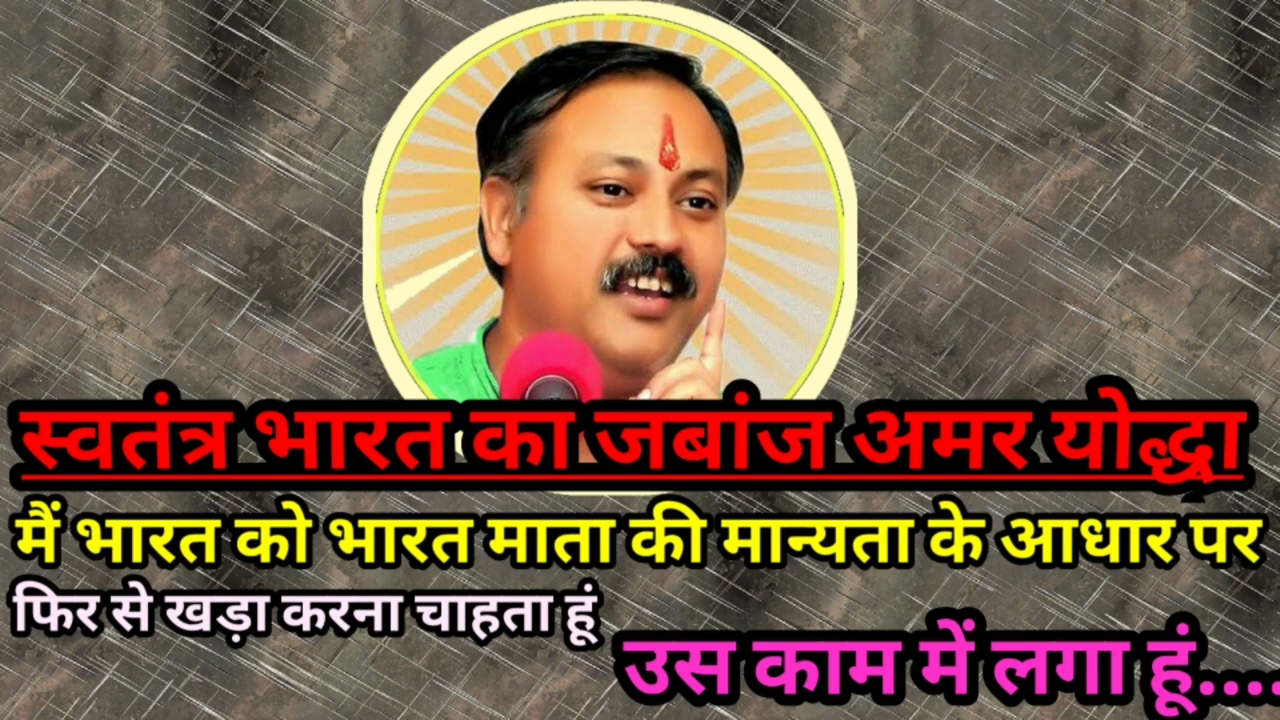 स्वतंत्र भारत का जबांज अमर योद्धा
मैं भारत को भारत माता की मान्यता के आधार पर
फिर से खड़ा करना चाहता हूं
उस काम में लगा हूं....